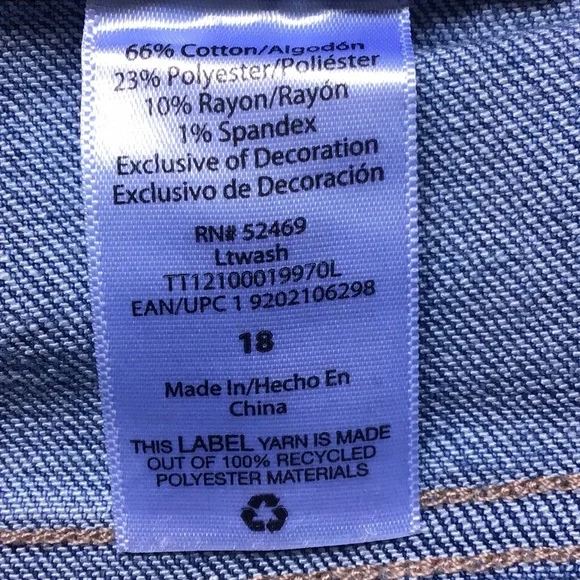 66% Cotton/Algodón
23% Polyester/Poliéster
10% Rayon/Rayón
1% Spandex
Exclusive of Decoration
Exclusivo de Decoración
RN# 52469
Ltwash
TT12100019970L
EAN/UPC 1 9202106298
18
Made In/Hecho En
China
THIS LABEL YARN IS MADE
OUT OF 100% RECYCLED
POLYESTER MATERIALS